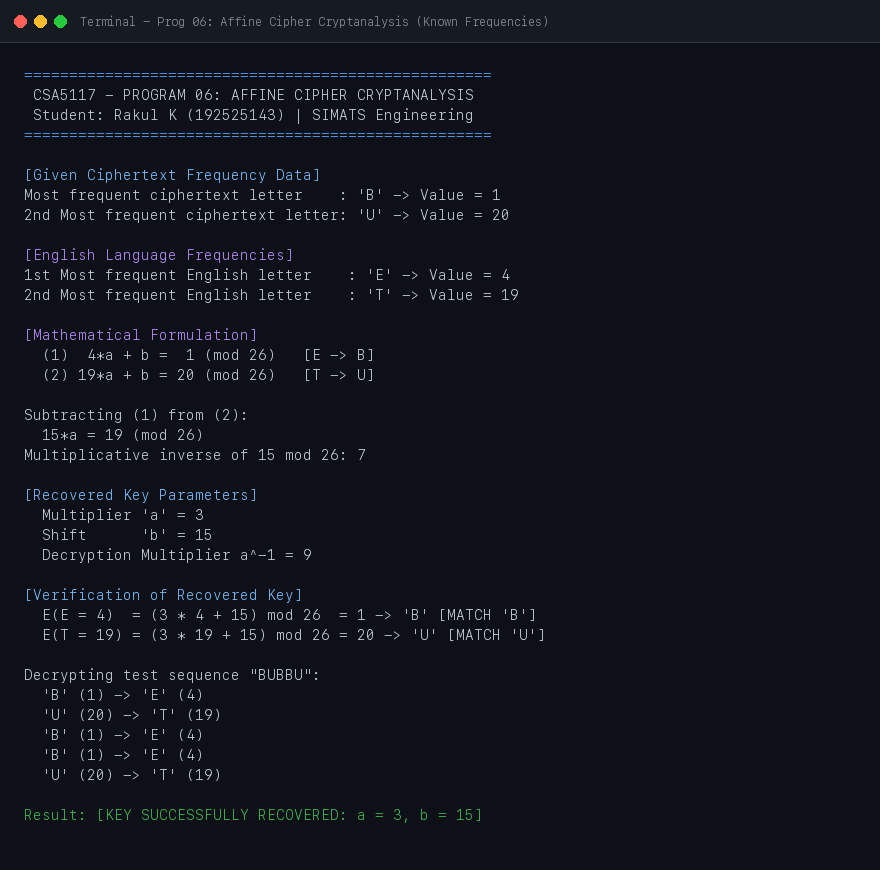 Terminal — Prog 06: Affine Cipher Cryptanalysis (Known Frequencies)
====================================================
CSA5117 - PROGRAM 06: AFFINE CIPHER CRYPTANALYSIS
Student: Rakul K (192525143) | SIMATS Engineering
====================================================
[Given Ciphertext Frequency Data]
Most frequent ciphertext letter    : 'B' -> Value = 1
2nd Most frequent ciphertext letter: 'U' -> Value = 20
[English Language Frequencies]
1st Most frequent English letter    : 'E' -> Value = 4
2nd Most frequent English letter    : 'T' -> Value = 19
[Mathematical Formulation]
(1)  4*a + b =  1 (mod 26)   [E -> B]
(2) 19*a + b = 20 (mod 26)   [T -> U]
Subtracting (1) from (2):
15*a = 19 (mod 26)
Multiplicative inverse of 15 mod 26: 7
[Recovered Key Parameters]
Multiplier 'a' = 3
Shift      'b' = 15
Decryption Multiplier a^-1 = 9
[Verification of Recovered Key]
E(E = 4)  = (3 * 4 + 15) mod 26  = 1 -> 'B' [MATCH 'B']
E(T = 19) = (3 * 19 + 15) mod 26 = 20 -> 'U' [MATCH 'U']
Decrypting test sequence "BUBBU":
'B' (1) -> 'E' (4)
'U' (20) -> 'T' (19)
'B' (1) -> 'E' (4)
'B' (1) -> 'E' (4)
'U' (20) -> 'T' (19)
Result: [KEY SUCCESSFULLY RECOVERED: a = 3, b = 15]